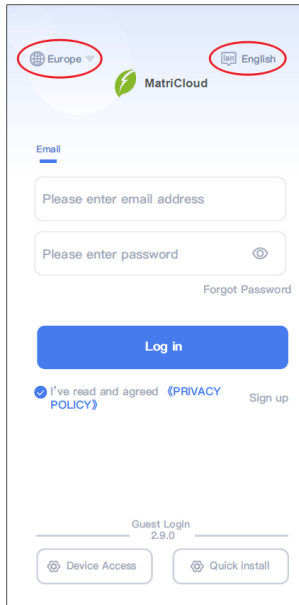 Europe
English
MatriCloud
Email
Please enter email address
Please enter password
Forgot Password
Log in
I've read and agreed 《PRIVACY
POLICY》
Sign up
Guest Login
2.9.0
Device Access
Quick install